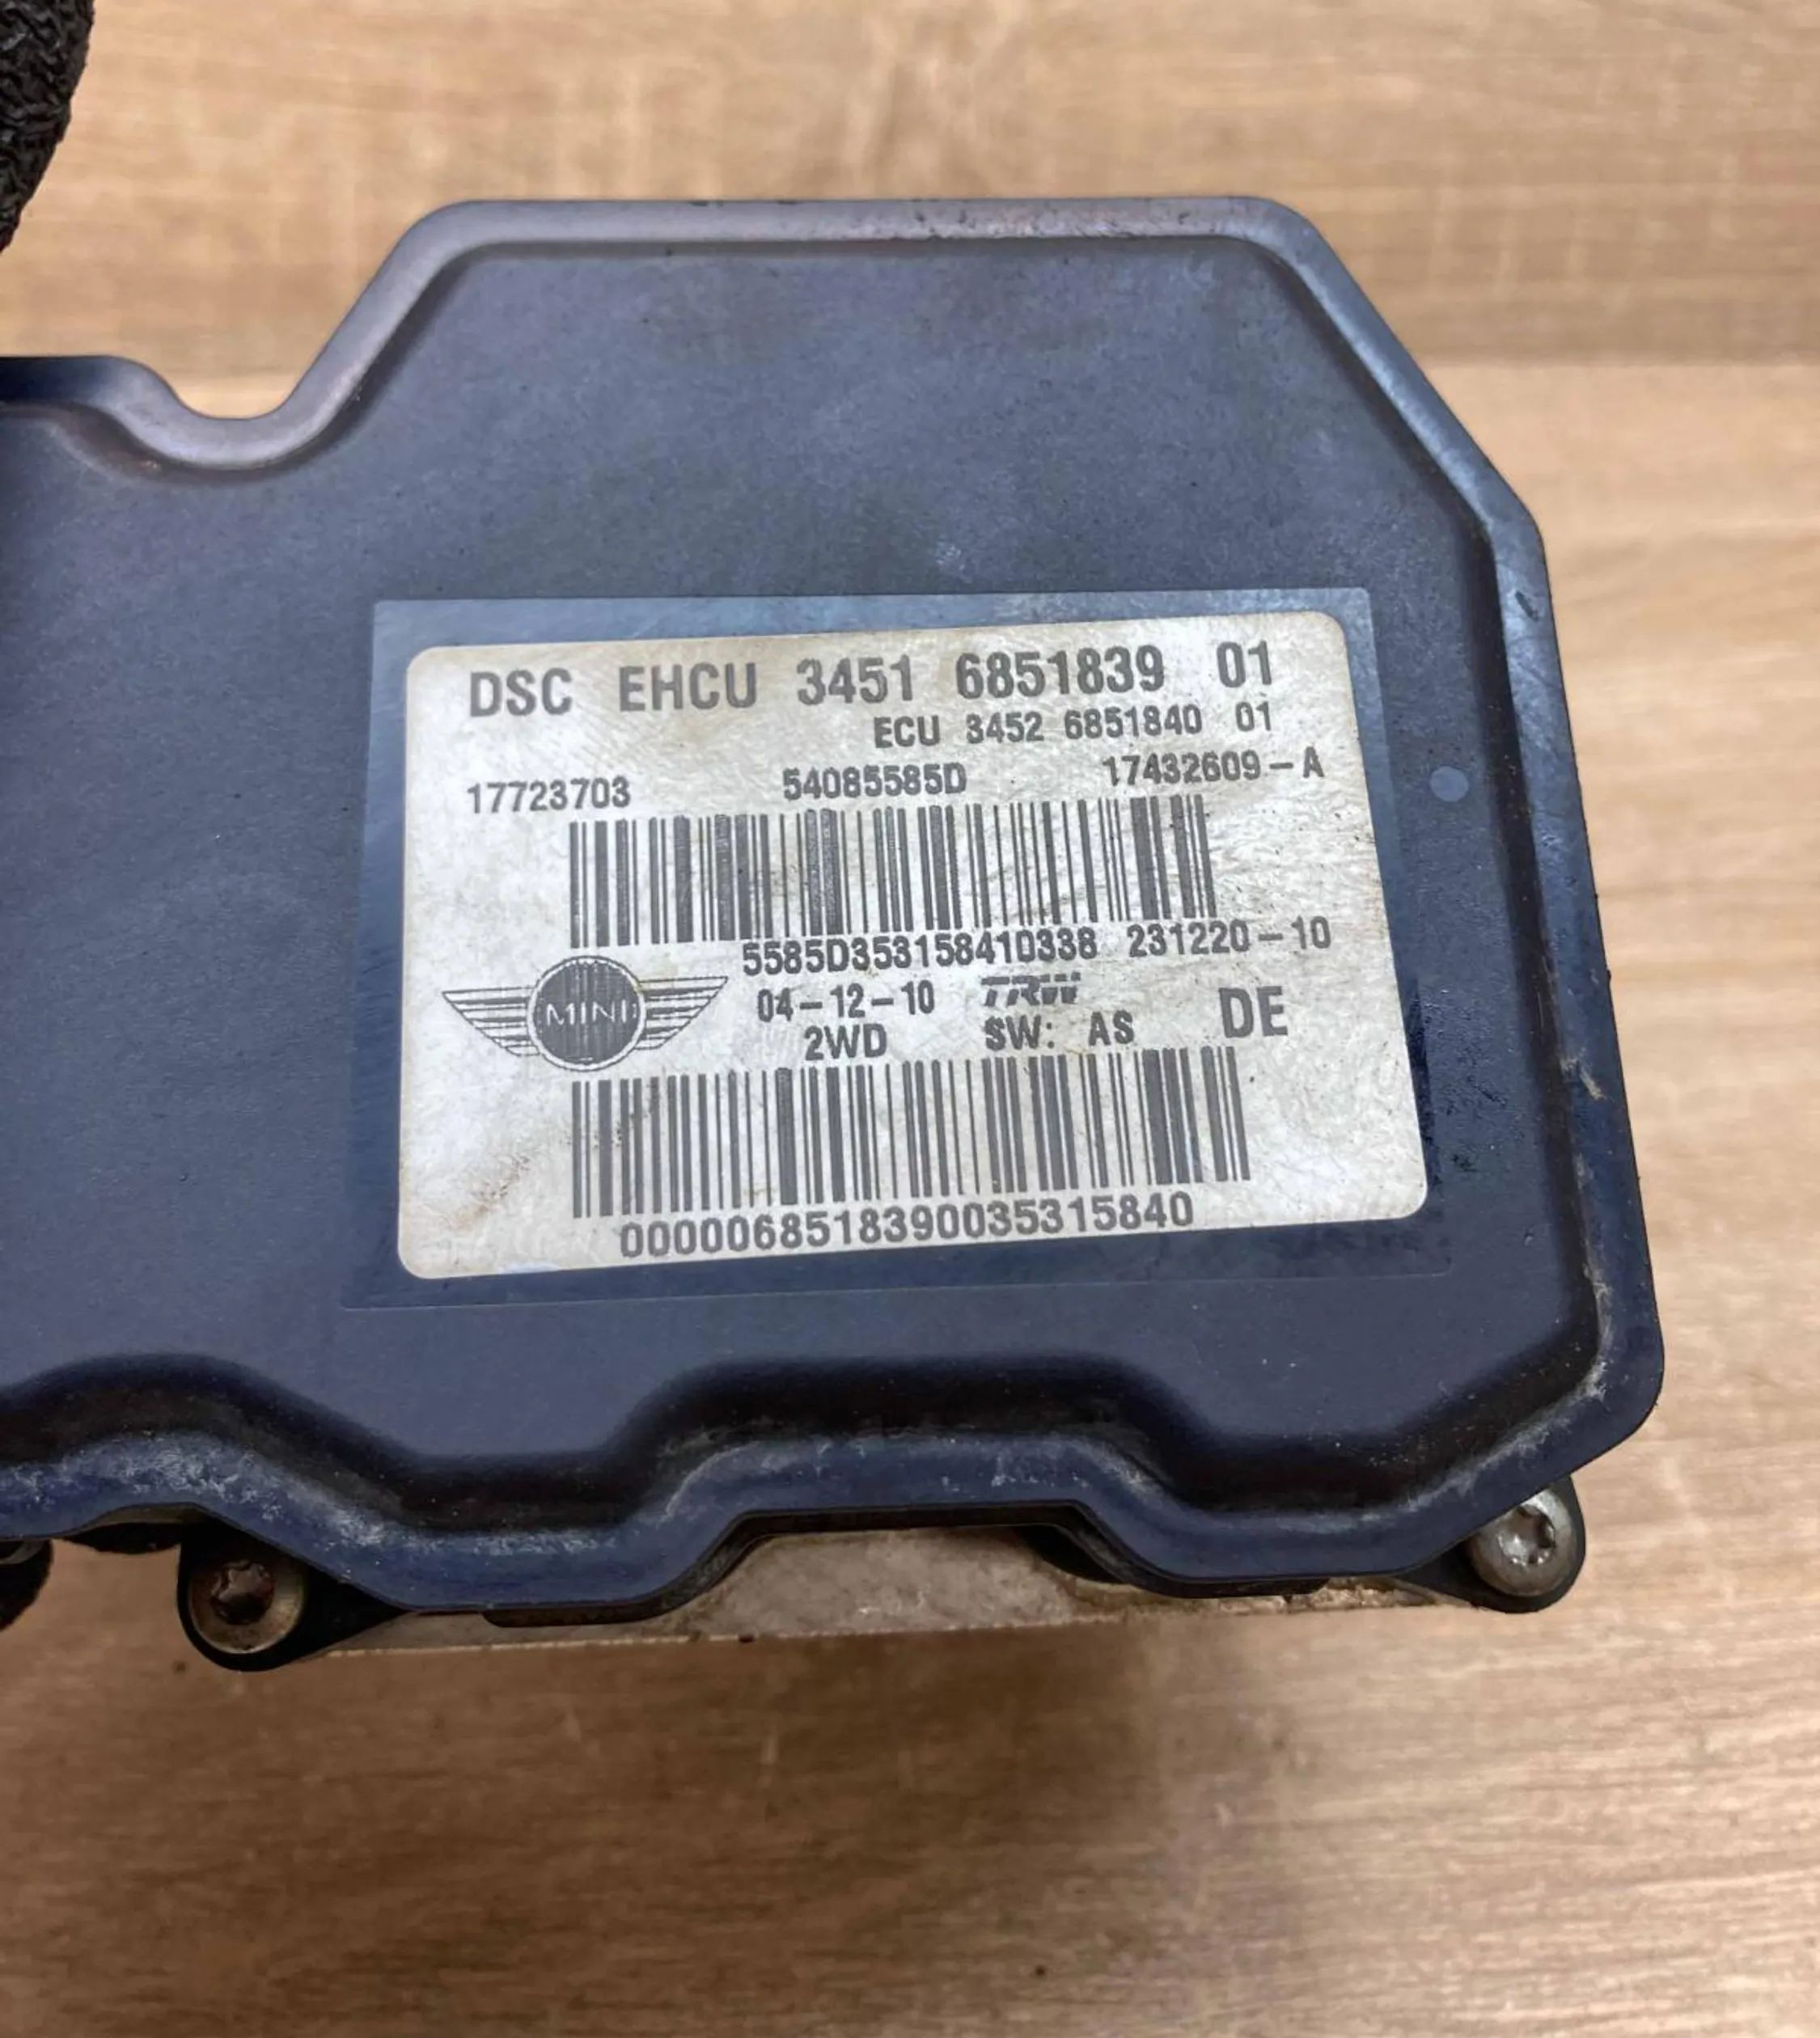 DSC EHCU 3451 6851839 01
ECU 3452 6851840 01
17723703 54085585D 17432609-A
5585D353158410338 231220-10
MINI 04-12-10 TRW
2WD SW: AS DE
0000068518390035315840